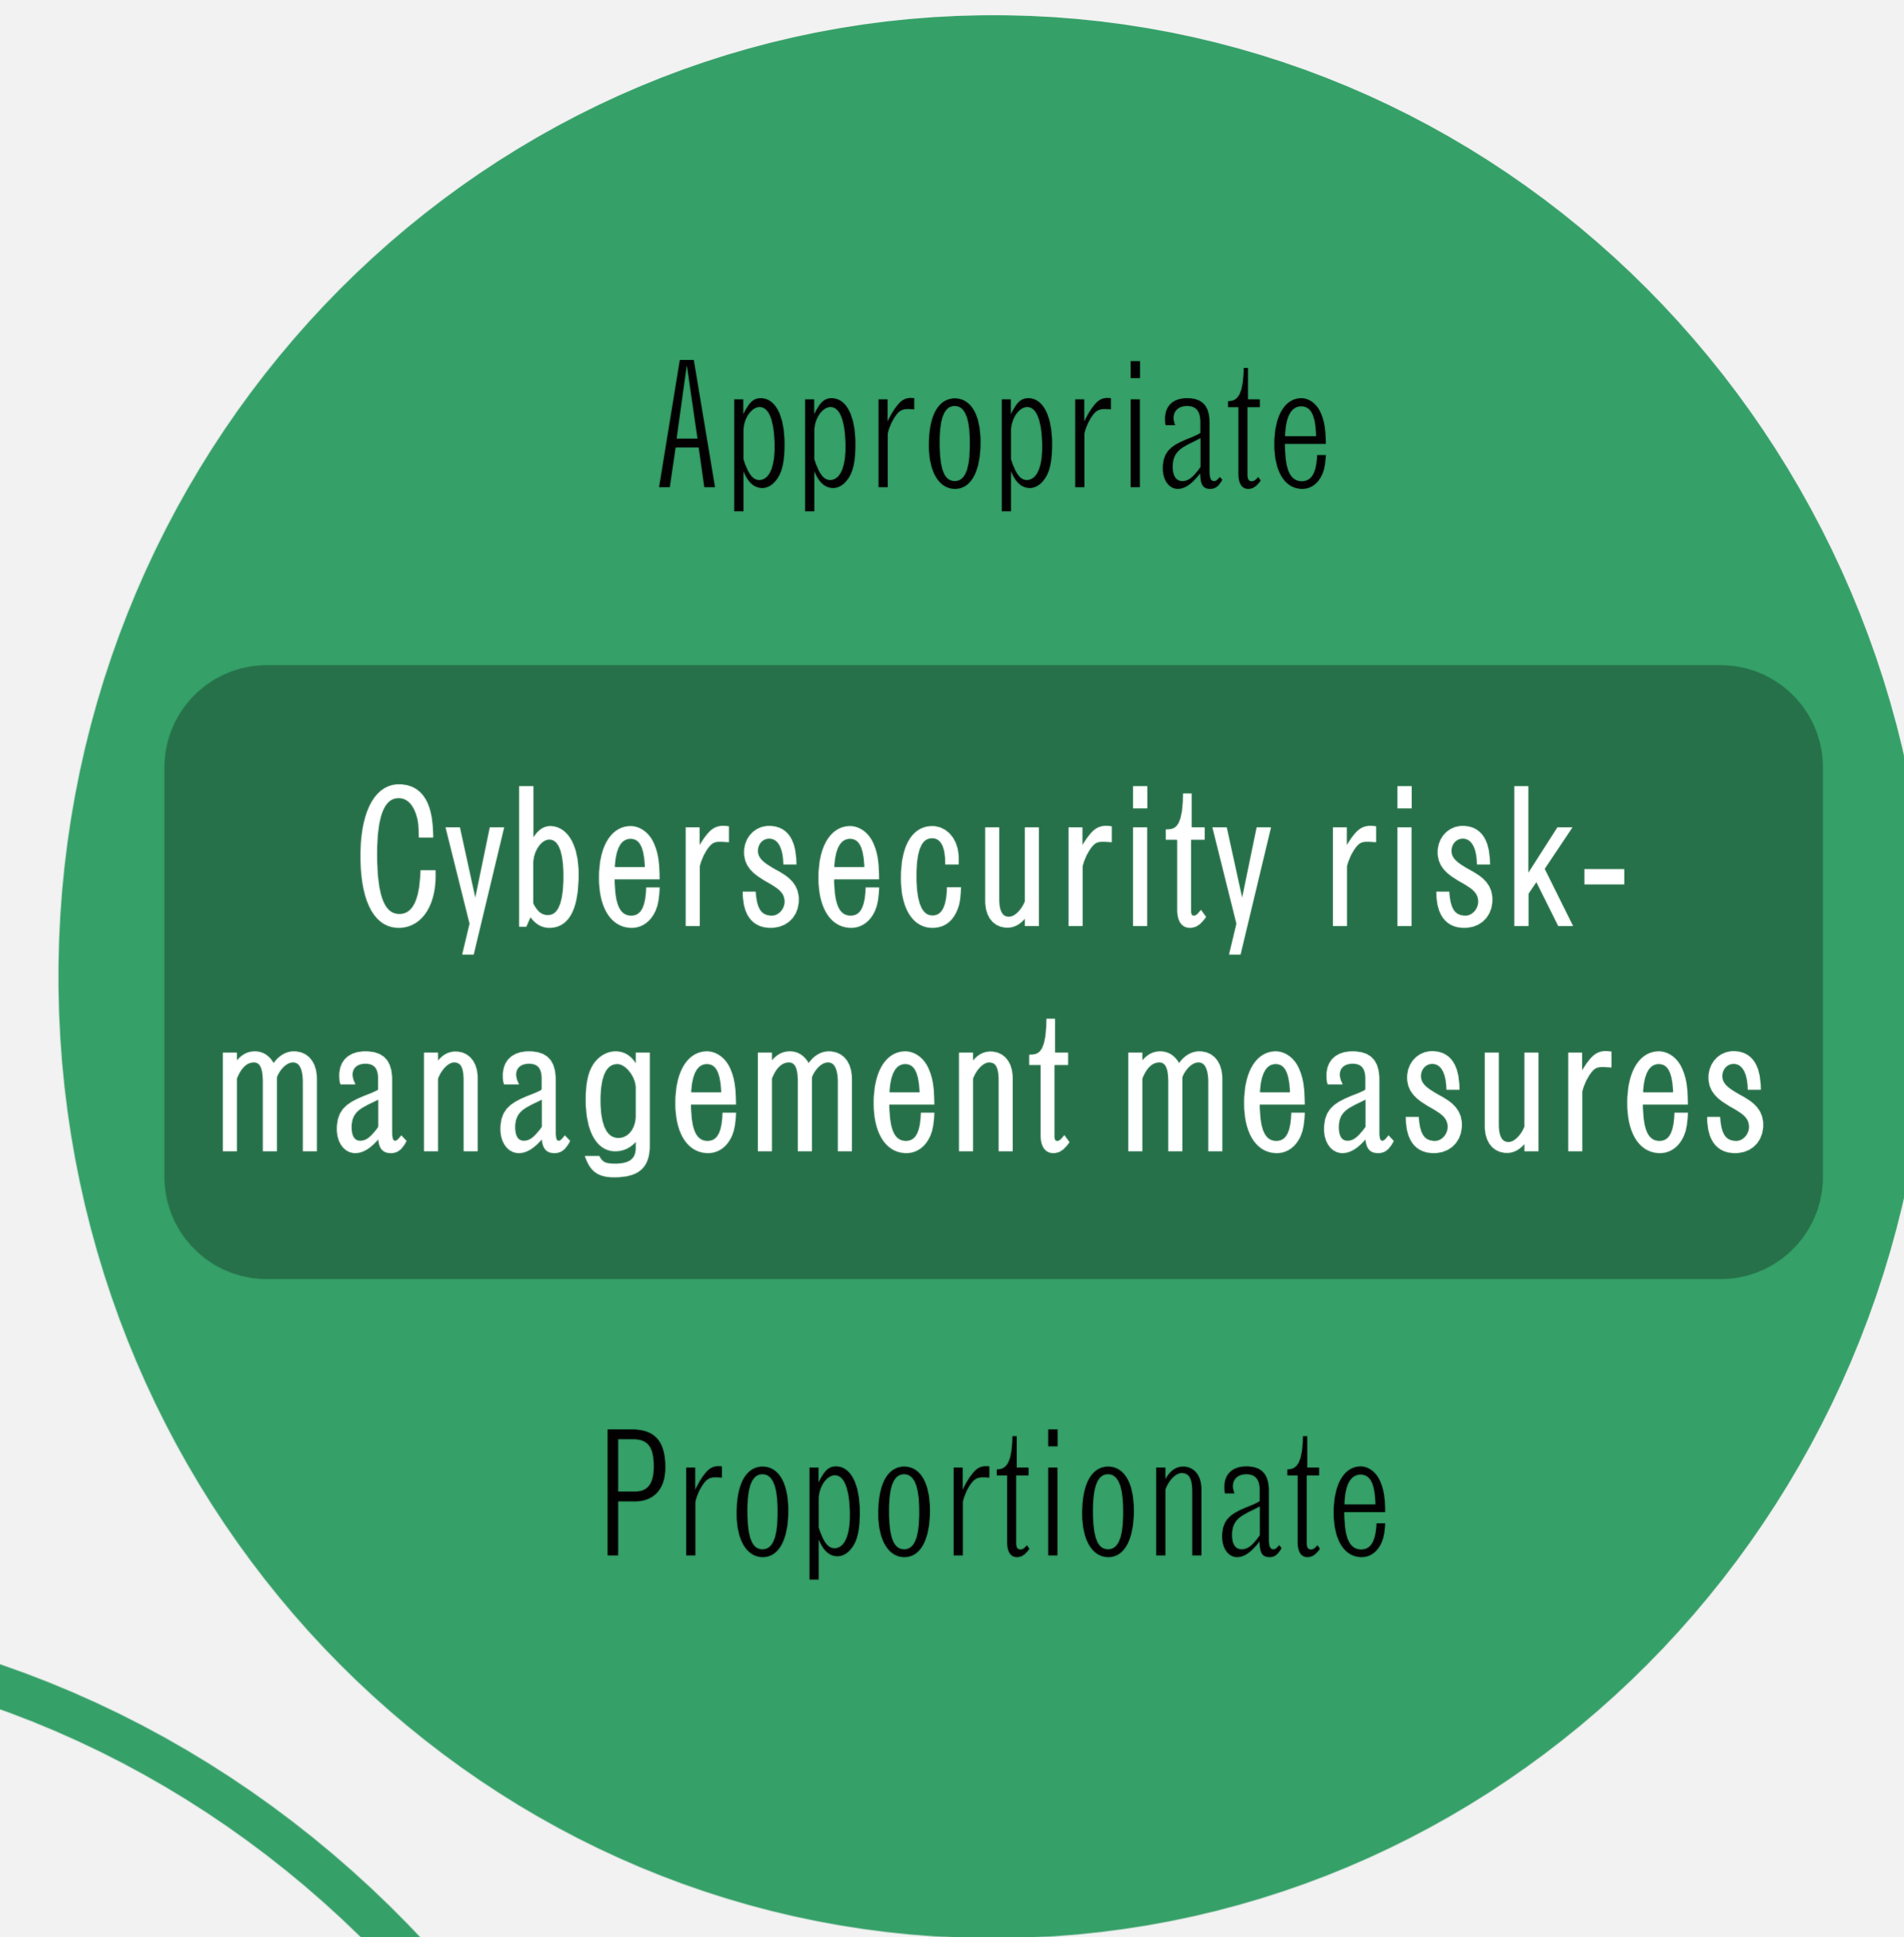 Appropriate
Cybersecurity risk-
management measures
Proportionate